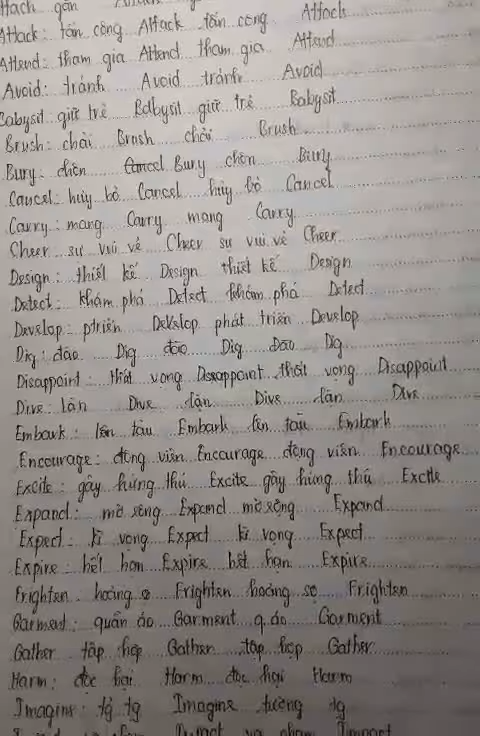 Attach gần
Attack: tấn công Attack tấn công Attach
Attend: tham gia Attend tham gia Attend
Avoid: tránh Avoid tránh Avoid
Babysit giữ trẻ Babysit giữ trẻ Babysit
Brush: chải Brush chải Brush
Bury: chôn Bury chôn Bury
Cancel: hủy bỏ Cancel hủy bỏ Cancel
Carry: mang Carry mang Carry
Cheer sự vui vẻ Cheer sự vui vẻ Cheer
Design: thiết kế Design thiết kế Design
Detect: khám phá Detect khám phá Detect
Develop: ptriển Develop phát triển Develop
Dig: đào Dig đào Dig Đào Dig
Disappoint: thất vọng Disappoint thất vọng Disappoint
Dive: lặn Dive lặn Dive lặn Dive
Embark: lên tàu Embark lên tàu Embark
Encourage: động viên Encourage động viên Encourage
Excite: gây hứng thú Excite gây hứng thú Excite
Expand: mở rộng Expand mở rộng Expand
Expect: kì vọng Expect kì vọng Expect
Expire: hết hạn Expire hết hạn Expire
Frighten: hoảng sợ Frighten hoảng sợ Frighten
Garment: quần áo Garment q.áo Garment
Gather tập hợp Gather tập hợp Gather
Harm: độc hại Harm độc hại Harm
Imagine: tg tg Imagine tưởng tg
Impact va chạm Impact